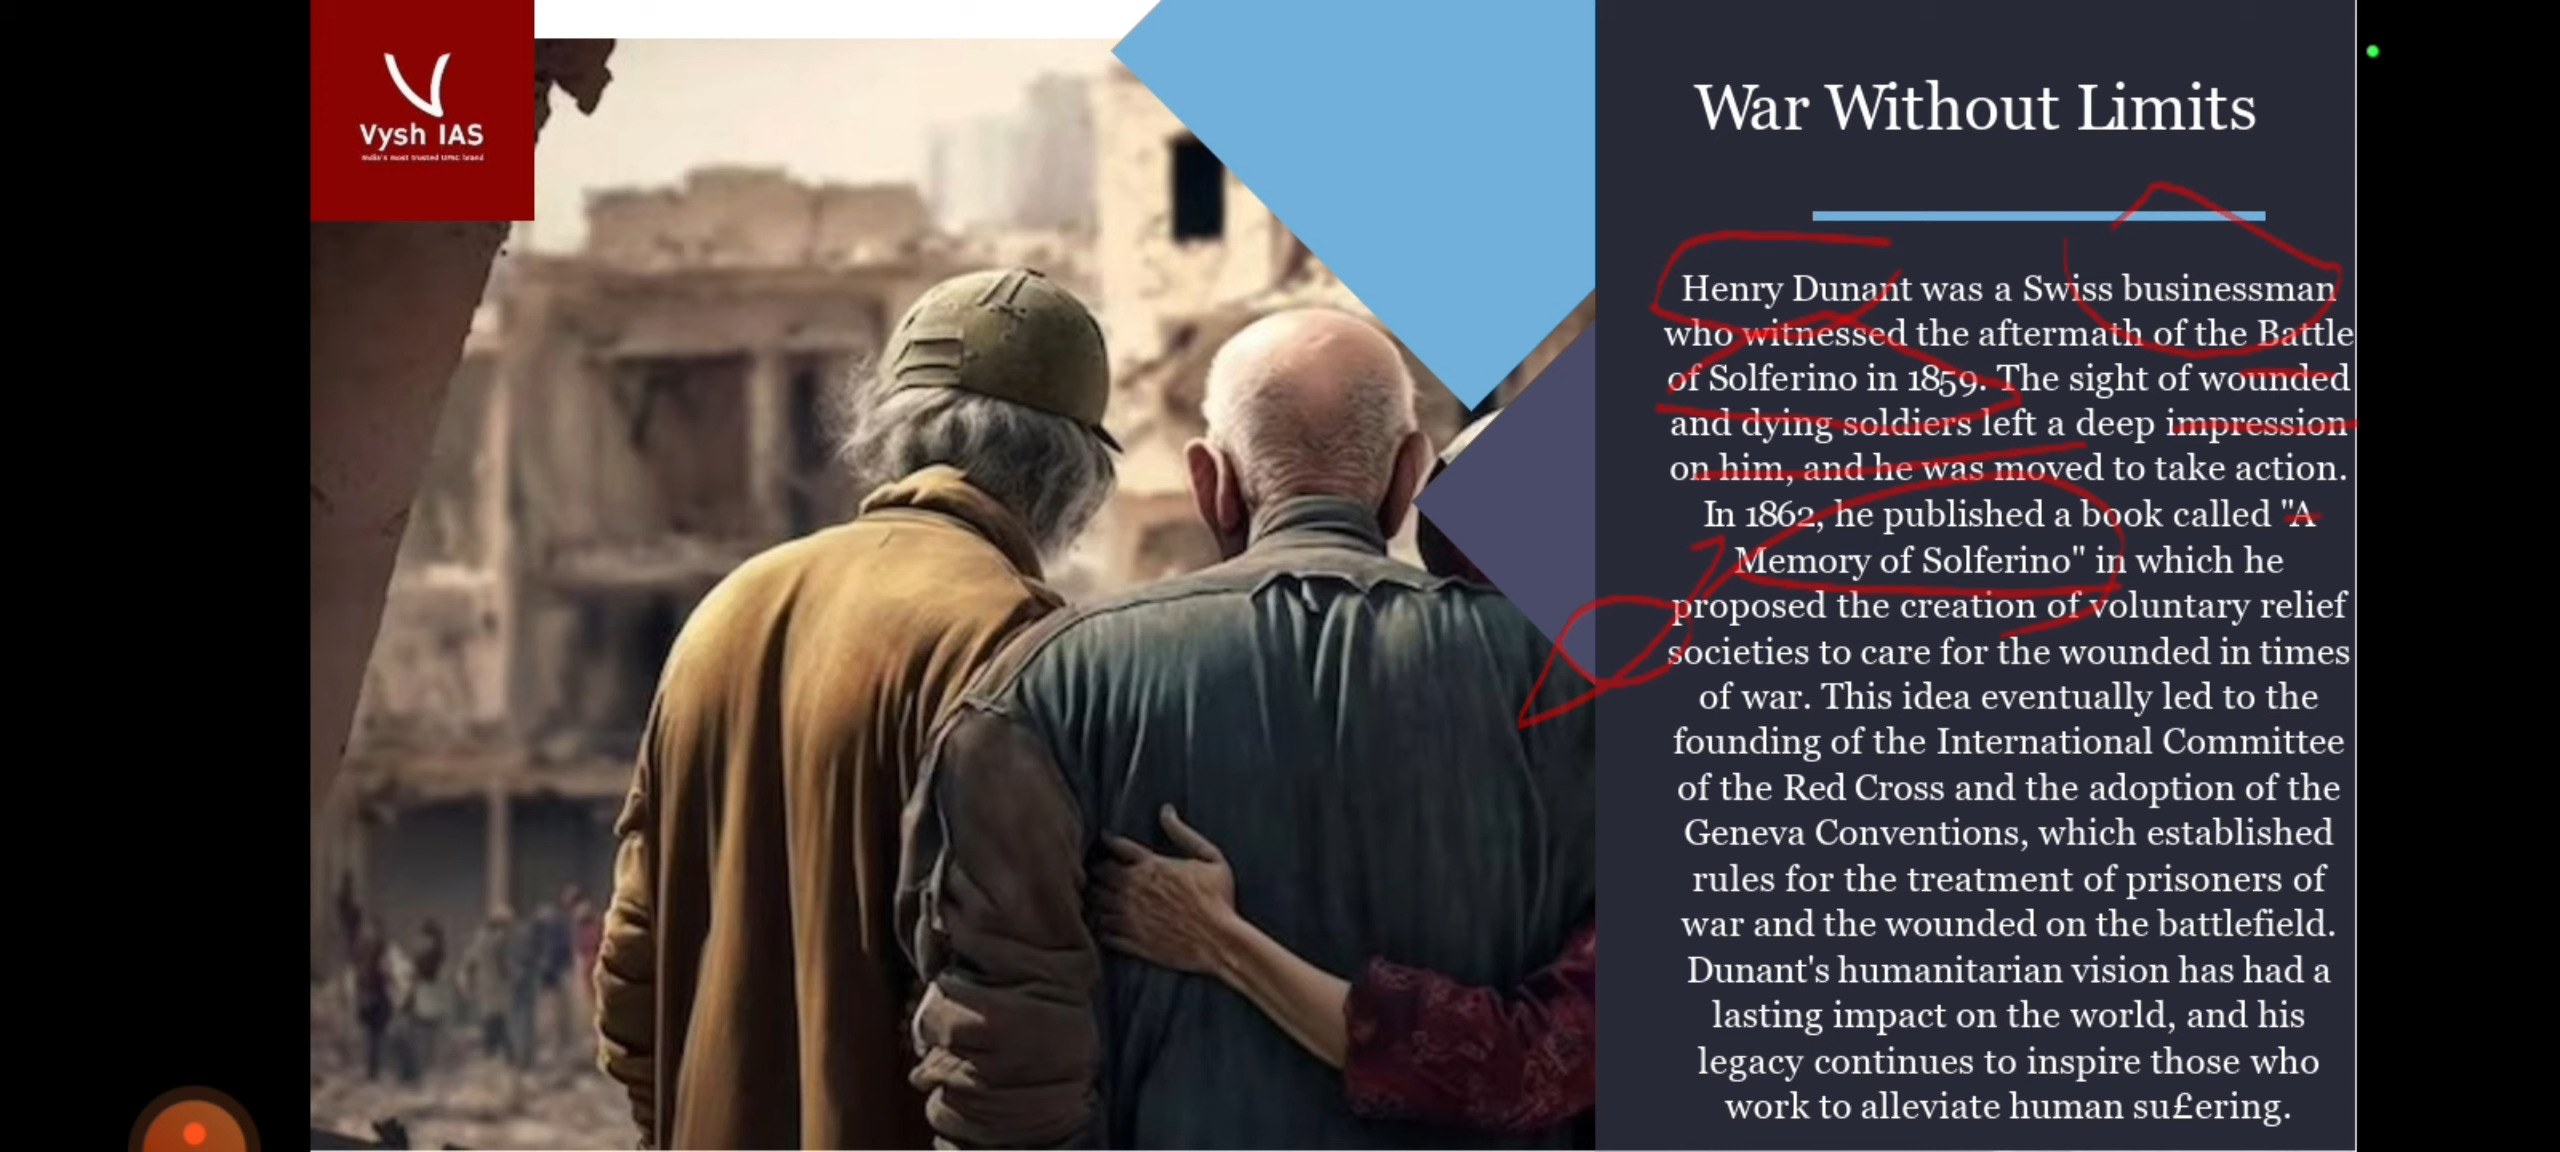 Vysh IAS
India's most trusted UPSC brand
War Without Limits
Henry Dunant was a Swiss businessman
who witnessed the aftermath of the Battle
of Solferino in 1859. The sight of wounded
and dying soldiers left a deep impression
on him, and he was moved to take action.
In 1862, he published a book called "A
Memory of Solferino" in which he
proposed the creation of voluntary relief
societies to care for the wounded in times
of war. This idea eventually led to the
founding of the International Committee
of the Red Cross and the adoption of the
Geneva Conventions, which established
rules for the treatment of prisoners of
war and the wounded on the battlefield.
Dunant's humanitarian vision has had a
lasting impact on the world, and his
legacy continues to inspire those who
work to alleviate human su£ering.